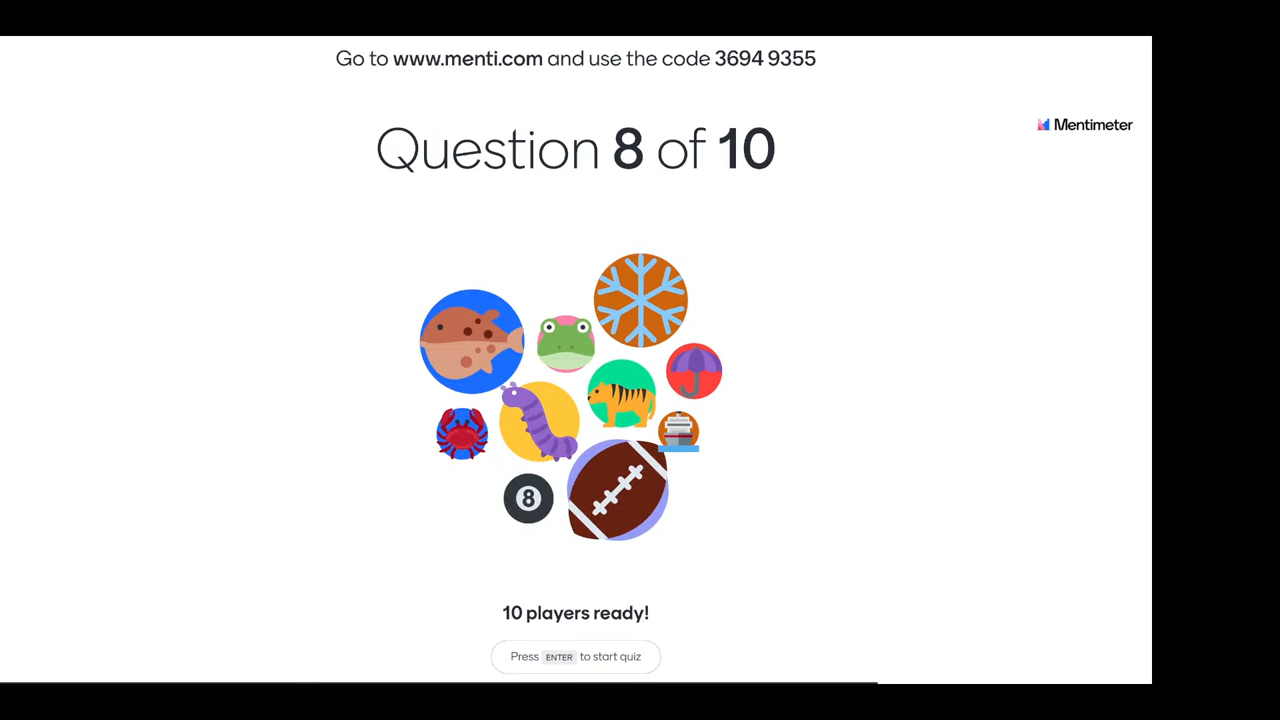 Go to www.menti.com and use the code 3694 9355
Mentimeter
Question 8 of 10
8
10 players ready!
Press ENTER to start quiz